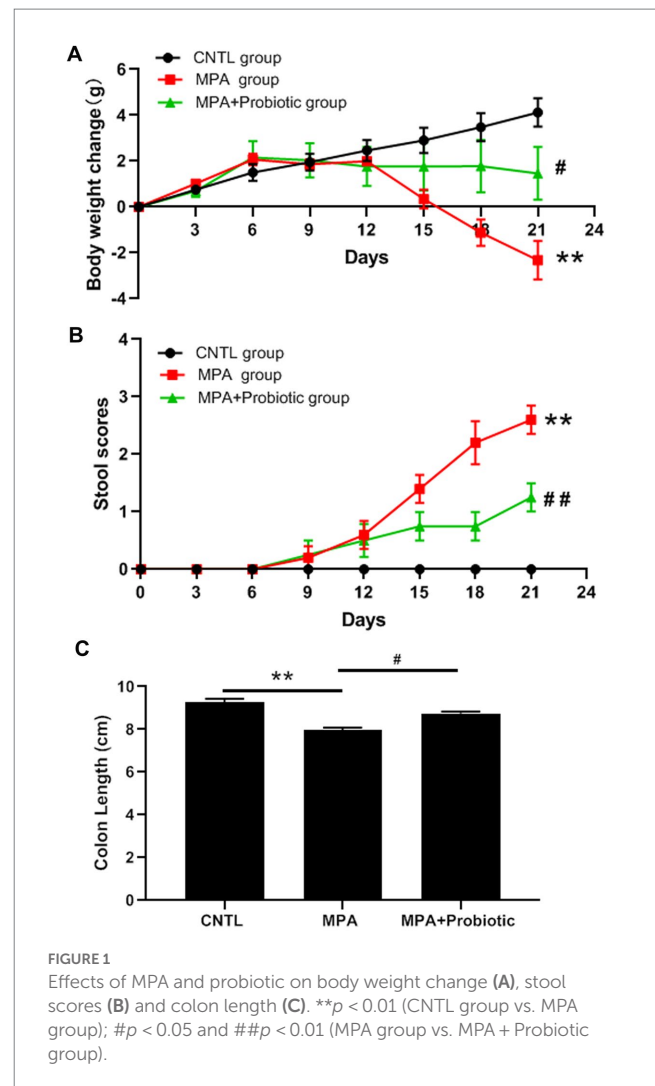 A
CNTL group
MPA group
MPA+Probiotic group
Body weight change (g)
6
4
2
0
-2
-4
3 6 9 12 15 18 21 24
Days
#
**
B
CNTL group
MPA group
MPA+Probiotic group
Stool scores
4
3
2
1
0
0 3 6 9 12 15 18 21 24
Days
**
##
C
** #
Colon Length (cm)
10
8
6
4
2
0
CNTL MPA MPA+Probiotic
FIGURE 1
Effects of MPA and probiotic on body weight change (A), stool
scores (B) and colon length (C). **p < 0.01 (CNTL group vs. MPA
group); #p < 0.05 and ##p < 0.01 (MPA group vs. MPA + Probiotic
group).